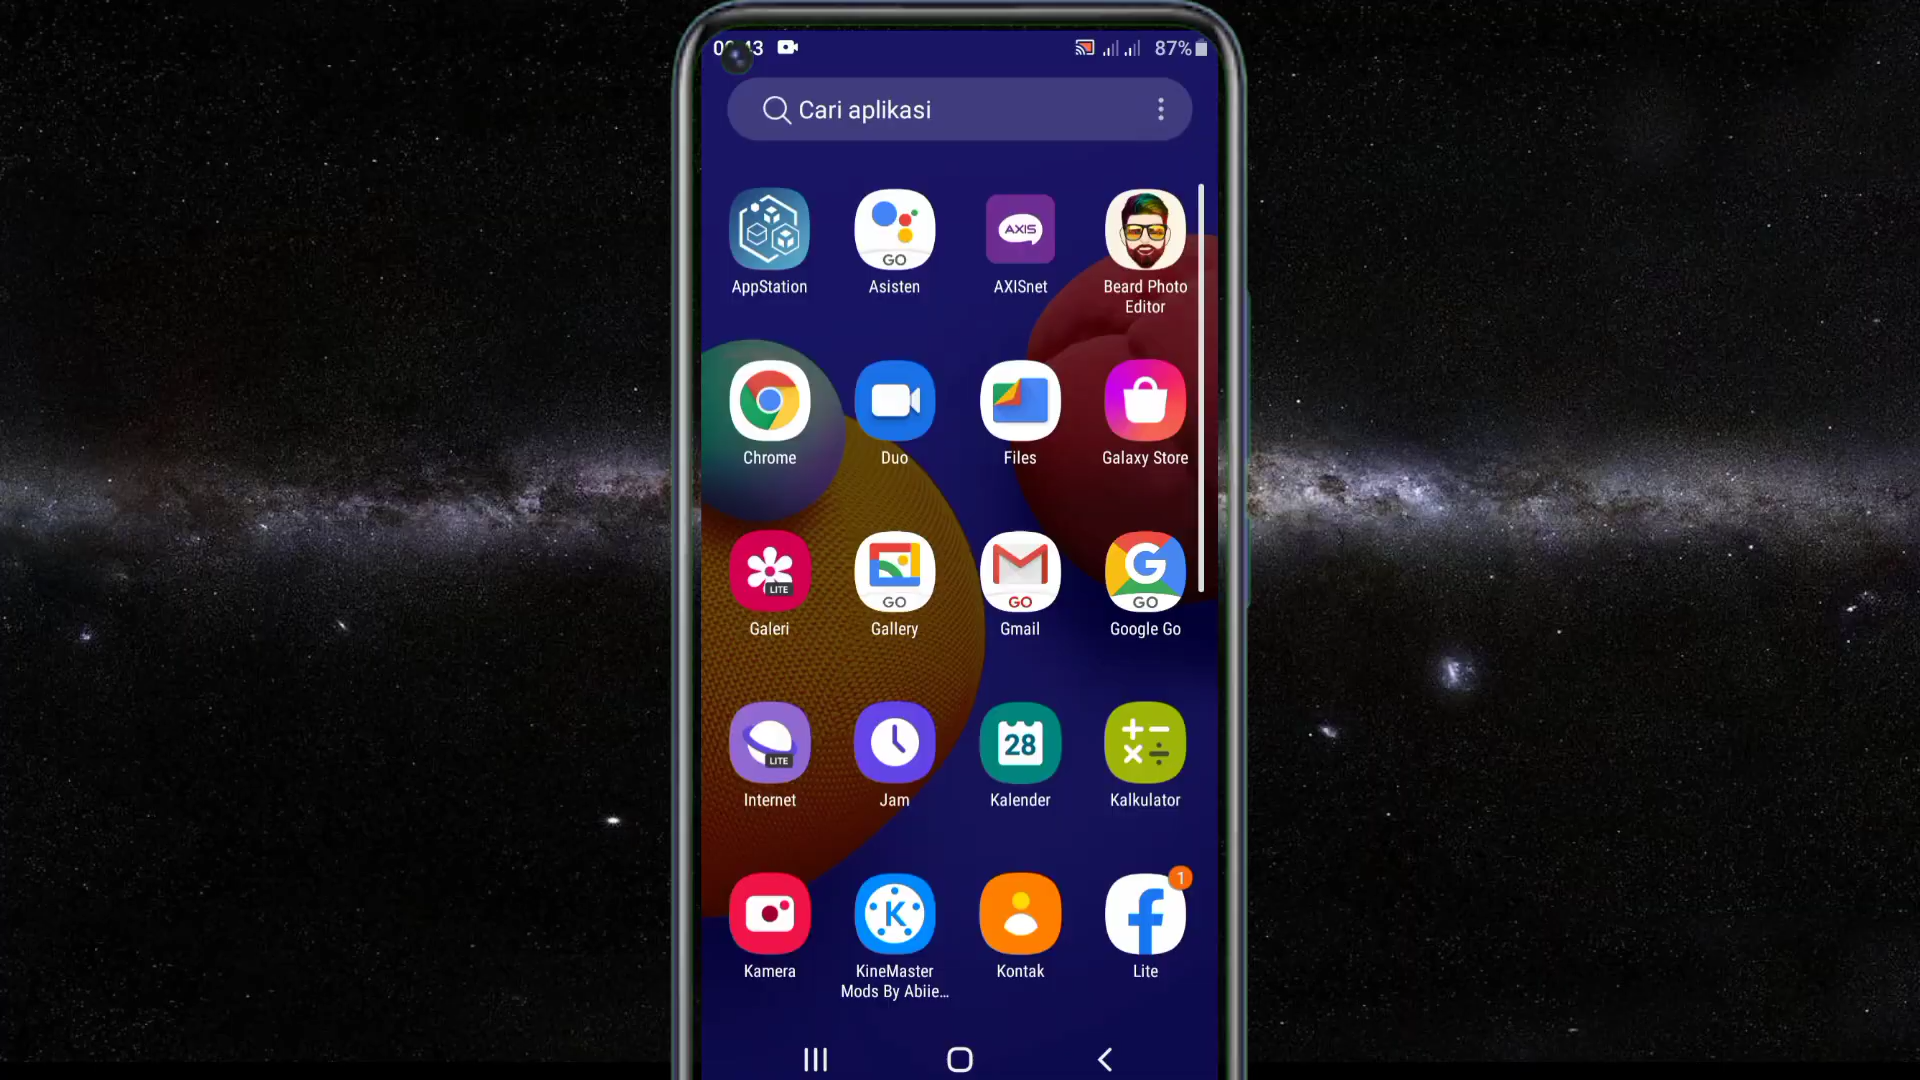 87%
Cari aplikasi
AXIS
GO
AppStation
Asisten
AXISnet
Beard Photo
Editor
Chrome
Duo
Files
Galaxy Store
LITE
GO
GO
G
GO
Galeri
Gallery
Gmail
Google Go
LITE
28
Internet
Jam
Kalender
Kalkulator
K
1
Kamera
KineMaster
Mods By Abiie...
Kontak
Lite